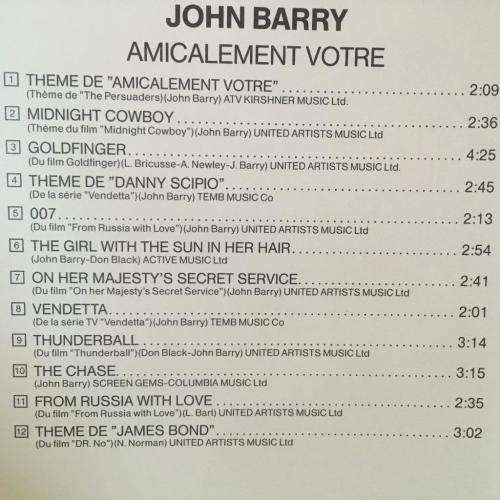 JOHN BARRY
AMICALEMENT VOTRE
1 THEME DE "AMICALEMENT VOTRE" 2:09
(Thème de "The Persuaders)(John Barry) ATV KIRSHNER MUSIC Ltd.
2 MIDNIGHT COWBOY 2:36
(Thème du film "Midnight Cowboy")(John Barry) UNITED ARTISTS MUSIC Ltd
3 GOLDFINGER 4:25
(Du film Goldfinger)(L. Bricusse-A. Newley-J. Barry) UNITED ARTISTS MUSIC Ltd.
4 THEME DE "DANNY SCIPIO" 2:45
(De la série "Vendetta")(John Barry) TEMB MUSIC Co
5 007 2:13
(Du film "From Russia with Love")(John Barry) UNITED ARTISTS MUSIC Ltd
6 THE GIRL WITH THE SUN IN HER HAIR 2:54
(John Barry-Don Black) ACTIVE MUSIC Ltd
7 ON HER MAJESTY'S SECRET SERVICE 2:41
(Du film "On her Majesty's Secret Service")(John Barry) UNITED ARTISTS MUSIC Ltd
8 VENDETTA 2:01
(De la série TV "Vendetta")(John Barry) TEMB MUSIC Co
9 THUNDERBALL 3:14
(Du film "Thunderball")(Don Black-John Barry) UNITED ARTISTS MUSIC Ltd
10 THE CHASE 3:15
(John Barry) SCREEN GEMS-COLUMBIA MUSIC Ltd
11 FROM RUSSIA WITH LOVE 2:35
(Du film "From Russia with Love")(L. Bart) UNITED ARTISTS MUSIC Ltd
12 THEME DE "JAMES BOND" 3:02
(Du film "DR. No")(N. Norman) UNITED ARTISTS MUSIC Ltd